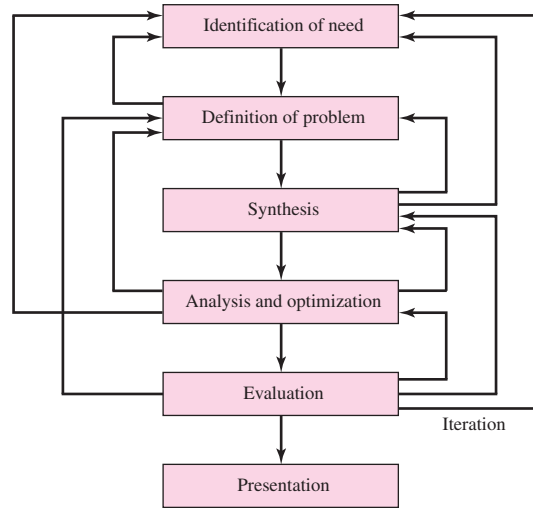 Identification of need
Definition of problem
Synthesis
Analysis and optimization
Evaluation
Iteration
Presentation